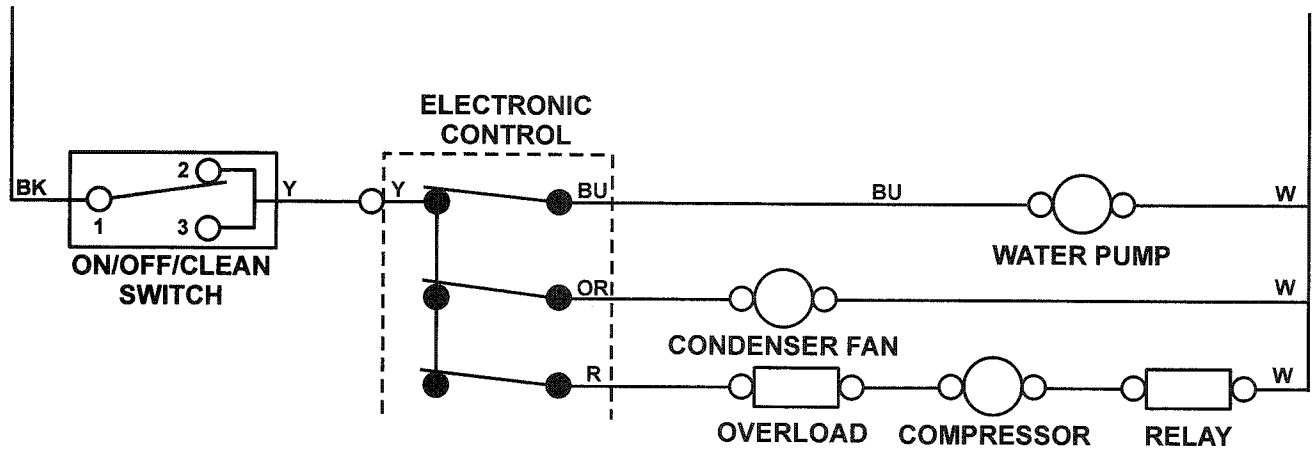 ELECTRONIC
CONTROL
BK
1
2
3
Y
Y
BU
BU
W
ON/OFF/CLEAN
SWITCH
WATER PUMP
OR
W
CONDENSER FAN
R
W
OVERLOAD
COMPRESSOR
RELAY